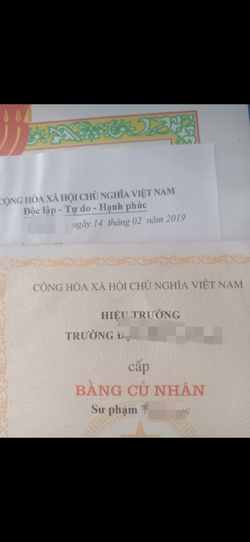 CỘNG HÒA XÃ HỘI CHỦ NGHĨA VIỆT NAM
Độc lập - Tự do - Hạnh phúc
ngày 14 tháng 02 năm 2019
CỘNG HÒA XÃ HỘI CHỦ NGHĨA VIỆT NAM
HIỆU TRƯỞNG
TRƯỜNG
cấp
BẰNG CỬ NHÂN
Sư phạm